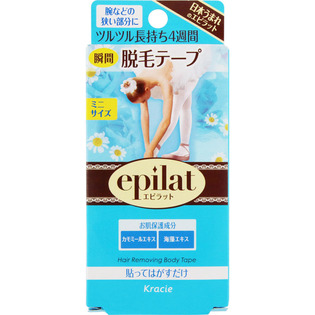 腕などの
狭い部分に
日本うまれ
のエピラット
ツルツル長持ち4週間
瞬間
脱毛テープ
ミニ
サイズ
epilat
エピラット
お肌保護成分
カモミールエキス
海藻エキス
Hair Removing Body Tape
貼ってはがすだけ
Kracie